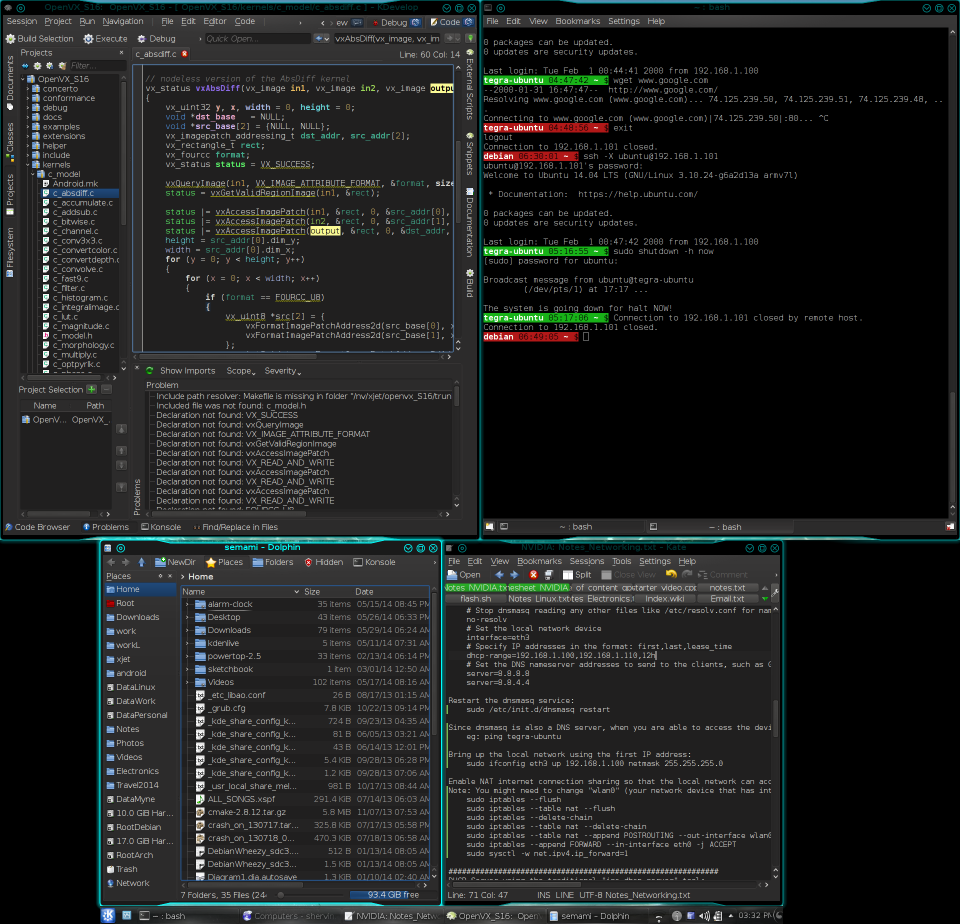 OpenVX_S16: OpenVX_S16 - [ OpenVX_S16/kernels/c_model/c_absdiff.c ] - KDevelop
Session Project Run Navigation File Edit Editor Code
Debug Code
Build Selection Execute Debug Quick Open... vxAbsDiff(vx_image, vx_im
Projects
Filter...
OpenVX_S16
concerto
conformance
debug
docs
examples
extensions
helper
include
kernels
c_model
Android.mk
c_absdiff.c
c_accumulate.c
c_addsub.c
c_bitwise.c
c_channel.c
c_conv3x3.c
c_convertcolor.c
c_convertdepth.c
c_convolve.c
c_fast9.c
c_filter.c
c_histogram.c
c_integralimage.c
c_lut.c
c_magnitude.c
c_model.h
c_morphology.c
c_multiply.c
c_optpyrlk.c
Documents
Classes
Projects
Filesystem
Project Selection
Name Path
OpenV... OpenVX_...
c_absdiff.c
Line: 60 Col: 14
// nodeless version of the AbsDiff kernel
vx_status vxAbsDiff(vx_image in1, vx_image in2, vx_image outpu
{
vx_uint32 y, x, width = 0, height = 0;
void *dst_base = NULL;
void *src_base[2] = {NULL, NULL};
vx_imagepatch_addressing_t dst_addr, src_addr[2];
vx_rectangle_t rect;
vx_fourcc format;
vx_status status = VX_SUCCESS;
vxQueryImage(in1, VX_IMAGE_ATTRIBUTE_FORMAT, &format, size
status = vxGetValidRegionImage(in1, &rect);
status |= vxAccessImagePatch(in1, &rect, 0, &src_addr[0],
status |= vxAccessImagePatch(in2, &rect, 0, &src_addr[1],
status |= vxAccessImagePatch(output, &rect, 0, &dst_addr,
height = src_addr[0].dim_y;
width = src_addr[0].dim_x;
for (y = 0; y < height; y++)
{
for (x = 0; x < width; x++)
{
if (format == FOURCC_U8)
{
vx_uint8 *src[2] = {
vxFormatImagePatchAddress2d(src_base[0], x
vxFormatImagePatchAddress2d(src_base[1], x
};
External Scripts
Snippets
Documentation
Build
Problems
Show Imports Scope Severity
Problem
Include path resolver: Makefile is missing in folder "/nv/xjet/openvx_S16/trun
Included file was not found: c_model.h
Declaration not found: VX_SUCCESS
Declaration not found: vxQueryImage
Declaration not found: VX_IMAGE_ATTRIBUTE_FORMAT
Declaration not found: vxGetValidRegionImage
Declaration not found: vxAccessImagePatch
Declaration not found: VX_READ_AND_WRITE
Declaration not found: vxAccessImagePatch
Declaration not found: VX_READ_AND_WRITE
Declaration not found: vxAccessImagePatch
Declaration not found: VX_READ_AND_WRITE
Code Browser Problems Konsole Find/Replace in Files
~ : bash
File Edit View Bookmarks Settings Help
0 packages can be updated.
0 updates are security updates.
Last login: Tue Feb 1 00:44:41 2000 from 192.168.1.100
tegra-ubuntu 04:47:42 ~ $ wget www.google.com
--2000-01-31 16:47:47-- http://www.google.com/
Resolving www.google.com (www.google.com)... 74.125.239.50, 74.125.239.51, 74.125.239.48, ..
.
Connecting to www.google.com (www.google.com)|74.125.239.50|:80... ^C
tegra-ubuntu 04:48:56 ~ $ exit
logout
Connection to 192.168.1.101 closed.
debian 06:30:01 ~ $ ssh -X ubuntu@192.168.1.101
ubuntu@192.168.1.101's password:
Welcome to Ubuntu 14.04 LTS (GNU/Linux 3.10.24-g6a2d13a armv7l)
* Documentation: https://help.ubuntu.com/
0 packages can be updated.
0 updates are security updates.
Last login: Tue Feb 1 00:47:42 2000 from 192.168.1.100
tegra-ubuntu 05:16:55 ~ $ sudo shutdown -h now
[sudo] password for ubuntu:
Broadcast message from ubuntu@tegra-ubuntu
(/dev/pts/1) at 17:17 ...
The system is going down for halt NOW!
tegra-ubuntu 05:17:06 ~ $ Connection to 192.168.1.101 closed by remote host.
Connection to 192.168.1.101 closed.
debian 06:49:05 ~ $
~ : bash ~ : bash
semami - Dolphin
NewDir Places Folders Hidden Konsole
Places
Home
Root
Downloads
work
workL
xjet
android
DataLinux
DataWork
DataPersonal
Notes
Photos
Videos
Electronics
Travel2014
DataMyne
10.0 GiB Har
RootDebian
17.0 GiB Har
RootArch
Trash
Network
Home
Name Size Date
alarm-clock 35 items 05/15/14 08:45 PM
Desktop 43 items 05/26/14 06:33 PM
Downloads 79 items 05/29/14 06:24 AM
kdenlive 5 items 05/11/14 07:31 AM
powertop-2.5 33 items 02/13/14 06:14 PM
sketchbook 1 item 03/01/14 12:50 AM
Videos 102 items 05/17/14 08:16 AM
_etc_libao.conf 26 B 08/17/13 01:15 AM
_grub.cfg 7.8 KiB 10/22/13 09:14 PM
_kde_share_config_k... 724 B 09/23/13 04:35 AM
_kde_share_config_k... 81 B 06/05/13 03:21 AM
_kde_share_config_k... 43 B 06/14/13 12:01 PM
_kde_share_config_k... 5.4 KiB 09/28/13 06:28 PM
_kde_share_config_k... 1.2 KiB 09/28/13 07:06 AM
_usr_local_share_mel... 981 B 10/17/13 08:44 AM
ALL_SONGS.xspf 291.4 KiB 07/14/13 06:03 AM
cmake-2.8.12.tar.gz 5.8 MiB 11/07/13 07:53 AM
crash_on_130717.tar... 325.8 KiB 07/17/13 05:58 PM
crash_on_130718_0... 470.3 KiB 07/18/13 06:58 AM
DebianWheezy_sdc3... 512 B 01/13/14 08:05 AM
DebianWheezy_sdc3... 1.5 KiB 01/13/14 08:05 AM
Diagram1.dia.autosave 1.3 KiB 01/10/14 02:40 AM
7 Folders, 35 Files (24 93.4 GiB free
NVIDIA: Notes_Networking.txt - Kate
File Edit View Bookmarks Sessions Tools Settings Help
Open Split Close View Comment
otes_NVIDIA.tx esheet_NVIDIA.t of content qpx tarter_video.cpp notes.txt
flash.sh Notes_Linux.txt tes_Electronics.t Index.wiki Email.txt
# Stop dnsmasq reading any other files like /etc/resolv.conf for nam
no-resolv
# Set the local network device
interface=eth3
# Specify IP addresses in the format: first,last,lease_time
dhcp-range=192.168.1.100,192.168.1.110,12h
# Set the DNS nameserver addresses to send to the clients, such as G
server=8.8.8.8
server=8.8.4.4
Restart the dnsmasq service:
sudo /etc/init.d/dnsmasq restart
Since dnsmasq is also a DNS server, when you are able to access the devi
eg: ping tegra-ubuntu
Bring up the local network using the first IP address:
sudo ifconfig eth3 up 192.168.1.100 netmask 255.255.255.0
Enable NAT internet connection sharing so that the local network can acc
Note: You might need to change "wlan0" (your network device that has int
sudo iptables --flush
sudo iptables --table nat --flush
sudo iptables --delete-chain
sudo iptables --table nat --delete-chain
sudo iptables --table nat --append POSTROUTING --out-interface wlan0
sudo iptables --append FORWARD --in-interface eth0 -j ACCEPT
sudo sysctl -w net.ipv4.ip_forward=1
Line: 71 Col: 47 INS LINE UTF-8 Notes_Networking.txt
~ : bash Computers - shervin NVIDIA: Notes_Netw OpenVX_S16: Open semami - Dolphin 03:32 PM